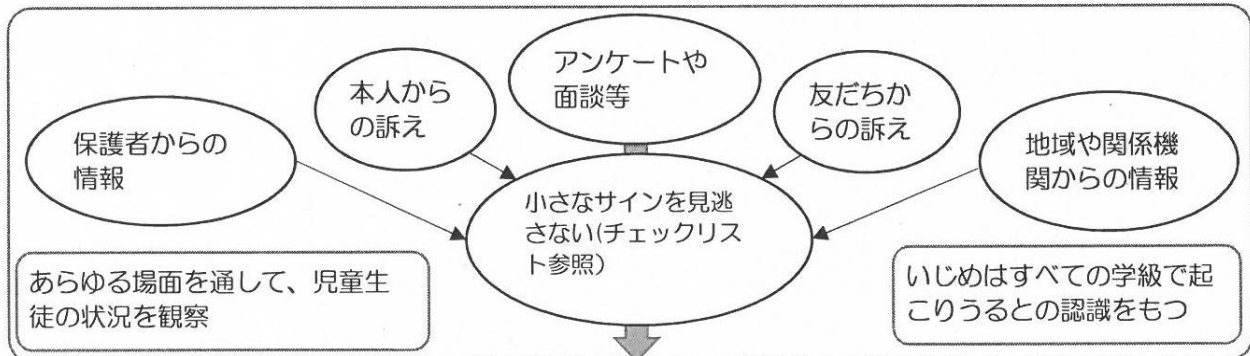 アンケートや
面談等
本人から
の訴え
友だちか
らの訴え
保護者からの
情報
地域や関係機
関からの情報
小さなサインを見逃
さない(チェックリス
ト参照)
あらゆる場面を通して、児童生
徒の状況を観察
いじめはすべての学級で起
こりうるとの認識をもつ